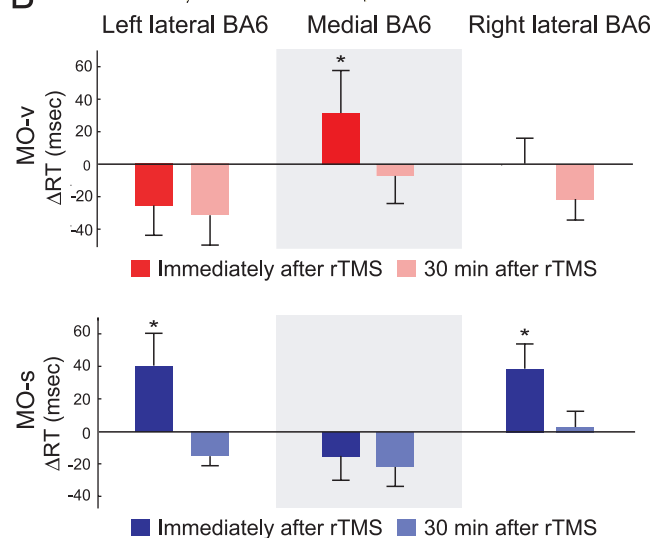 B
Left lateral BA6 Medial BA6 Right lateral BA6
MO-v
ΔRT (msec)
60
40
20
0
-20
-40
*
Immediately after rTMS 30 min after rTMS
MO-s
ΔRT (msec)
60
40
20
0
-20
-40
* *
Immediately after rTMS 30 min after rTMS